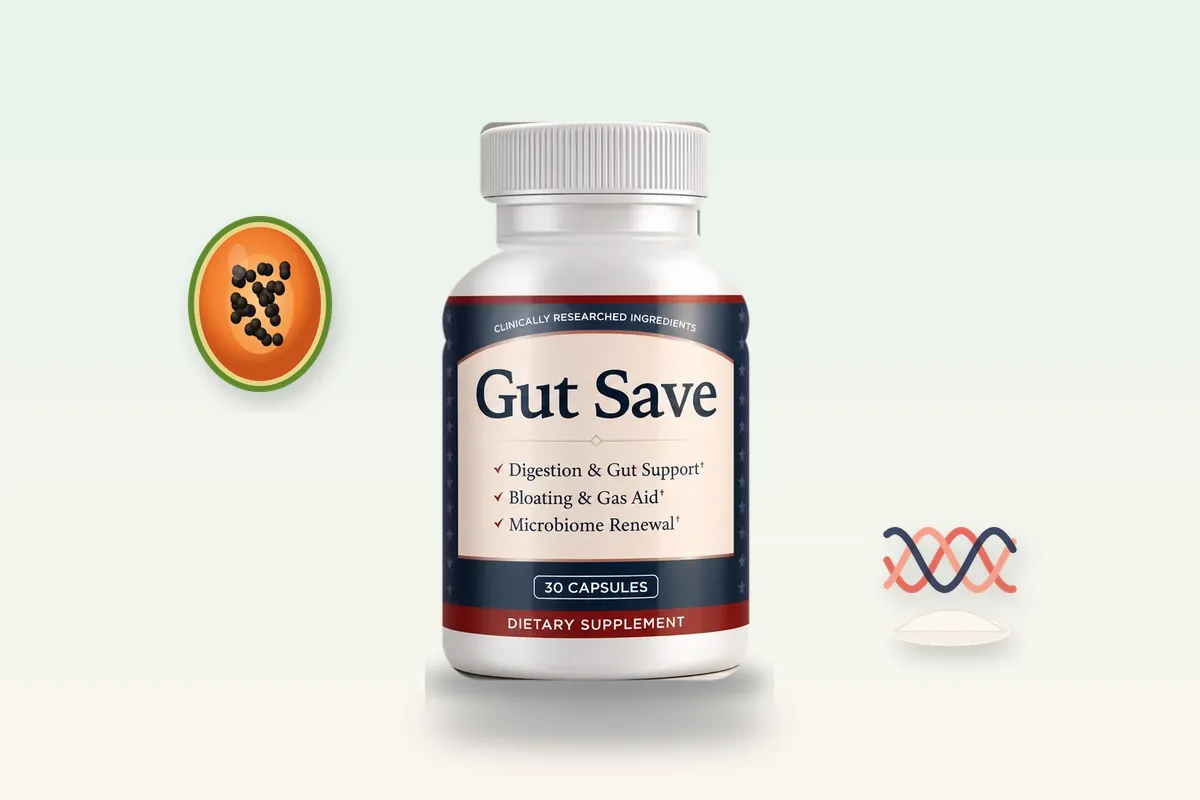 CLINICALLY RESEARCHED INGREDIENTS
Gut Save
✓ Digestion & Gut Support†
✓ Bloating & Gas Aid†
✓ Microbiome Renewal†
30 CAPSULES
DIETARY SUPPLEMENT